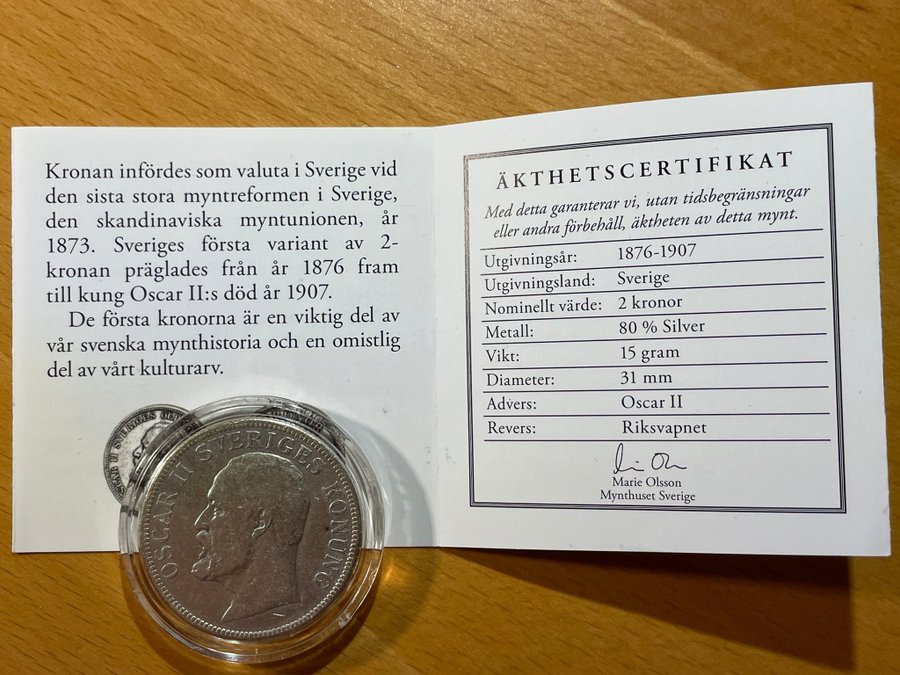 Kronan infördes som valuta i Sverige vid
den sista stora myntreformen i Sverige,
den skandinaviska myntunionen, år
1873. Sveriges första variant av 2-
kronan präglades från år 1876 fram
till kung Oscar II:s död år 1907.
De första kronorna är en viktig del av
vår svenska mynthistoria och en omistlig
del av vårt kulturarv.
OSCAR II SVERIGES KONUNG
ÄKTHETSCERTIFIKAT
Med detta garanterar vi, utan tidsbegränsningar
eller andra förbehåll, äktheten av detta mynt.
Utgivningsår: 1876-1907
Utgivningsland: Sverige
Nominellt värde: 2 kronor
Metall: 80 % Silver
Vikt: 15 gram
Diameter: 31 mm
Advers: Oscar II
Revers: Riksvapnet
Marie Olsson
Mynthuset Sverige